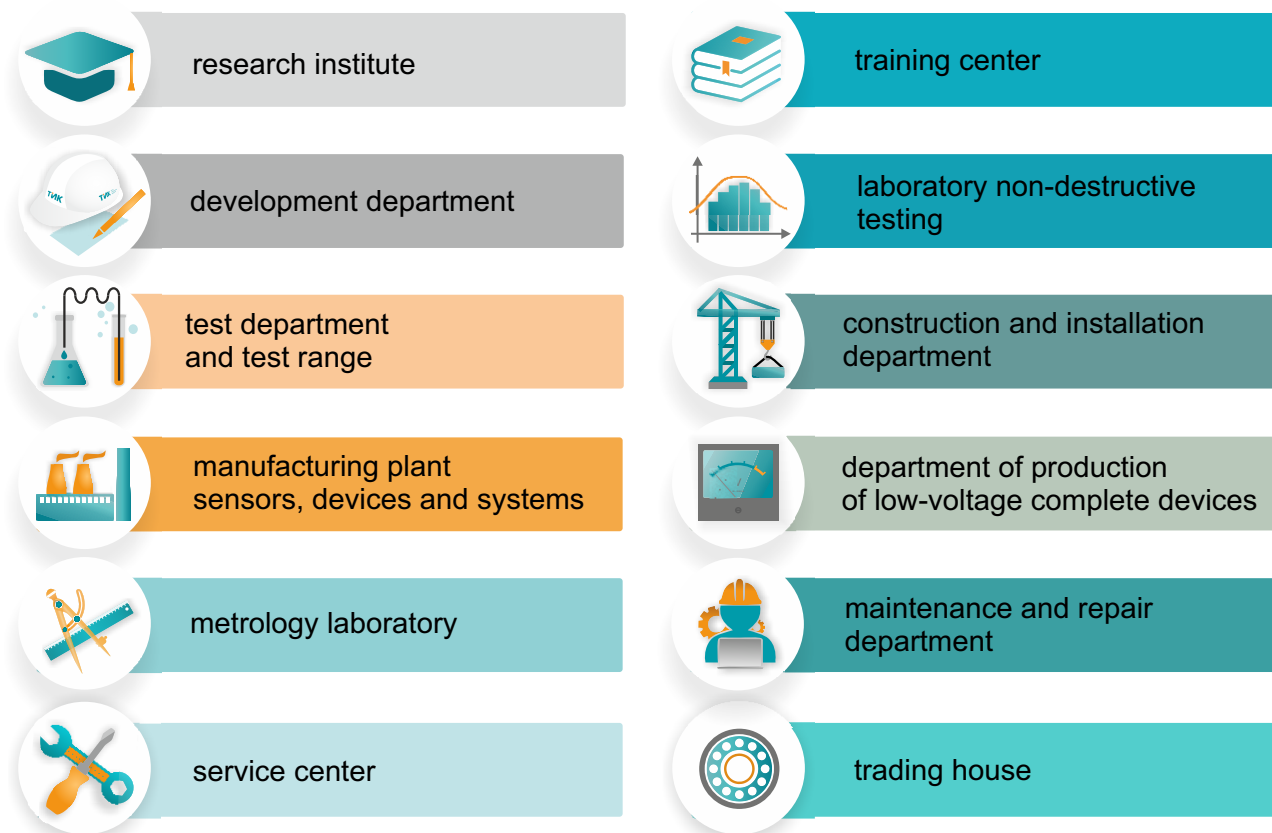 research institute
development department
test department
and test range
manufacturing plant
sensors, devices and systems
metrology laboratory
service center
training center
laboratory non-destructive
testing
construction and installation
department
department of production
of low-voltage complete devices
maintenance and repair
department
trading house
ТИК
ТИК